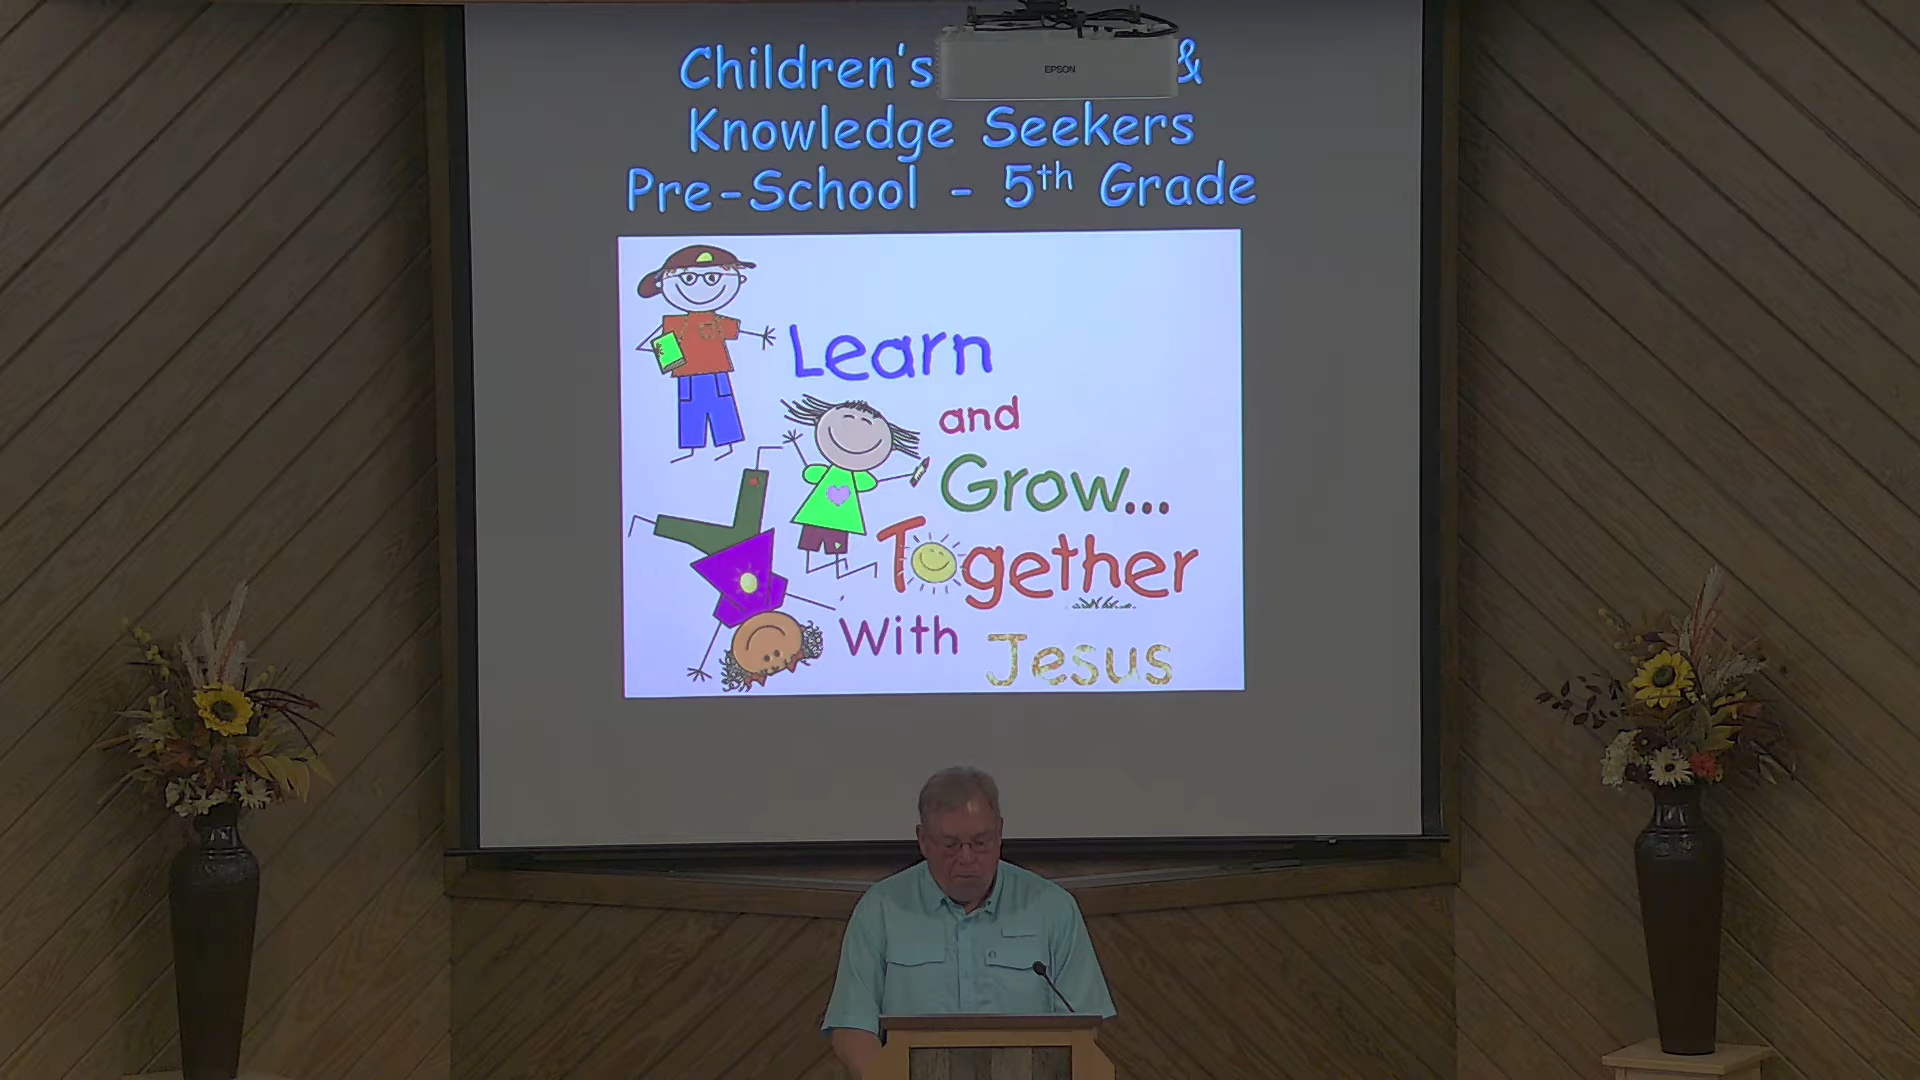 Children's &
EPSON
Knowledge Seekers
Pre-School - 5th Grade
Learn
and
Grow...
Together
With Jesus